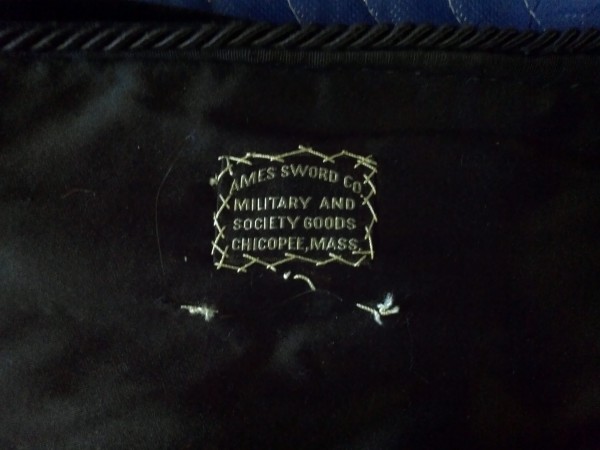 AMES SWORD CO.
MILITARY AND
SOCIETY GOODS
CHICOPEE, MASS.